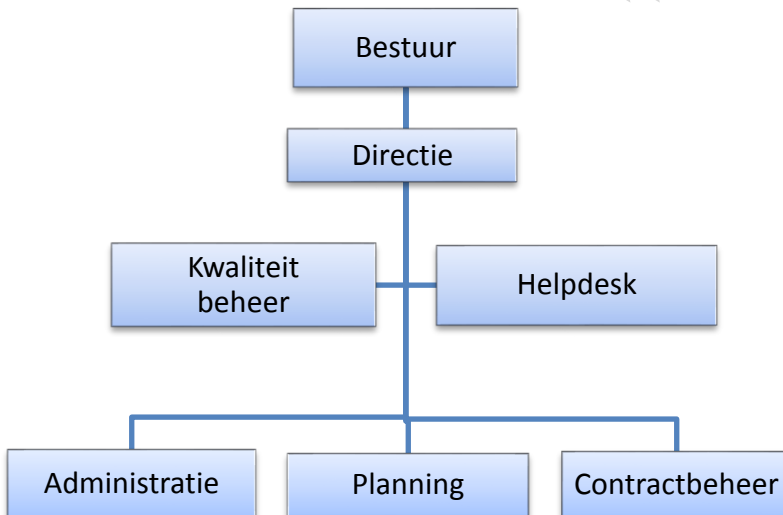 Bestuur
Directie
Kwaliteit
beheer
Helpdesk
Administratie
Planning
Contractbeheer